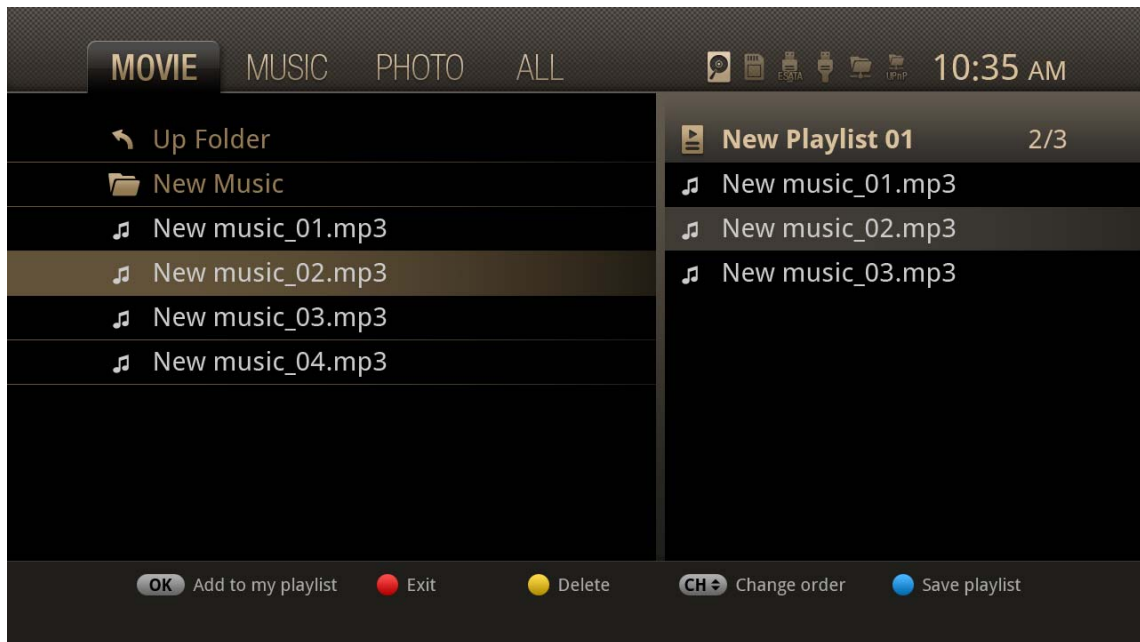 MOVIE MUSIC PHOTO ALL ESATA UPnP 10:35 AM
Up Folder
New Music
New music_01.mp3
New music_02.mp3
New music_03.mp3
New music_04.mp3
New Playlist 01 2/3
New music_01.mp3
New music_02.mp3
New music_03.mp3
OK Add to my playlist Exit Delete CH Change order Save playlist